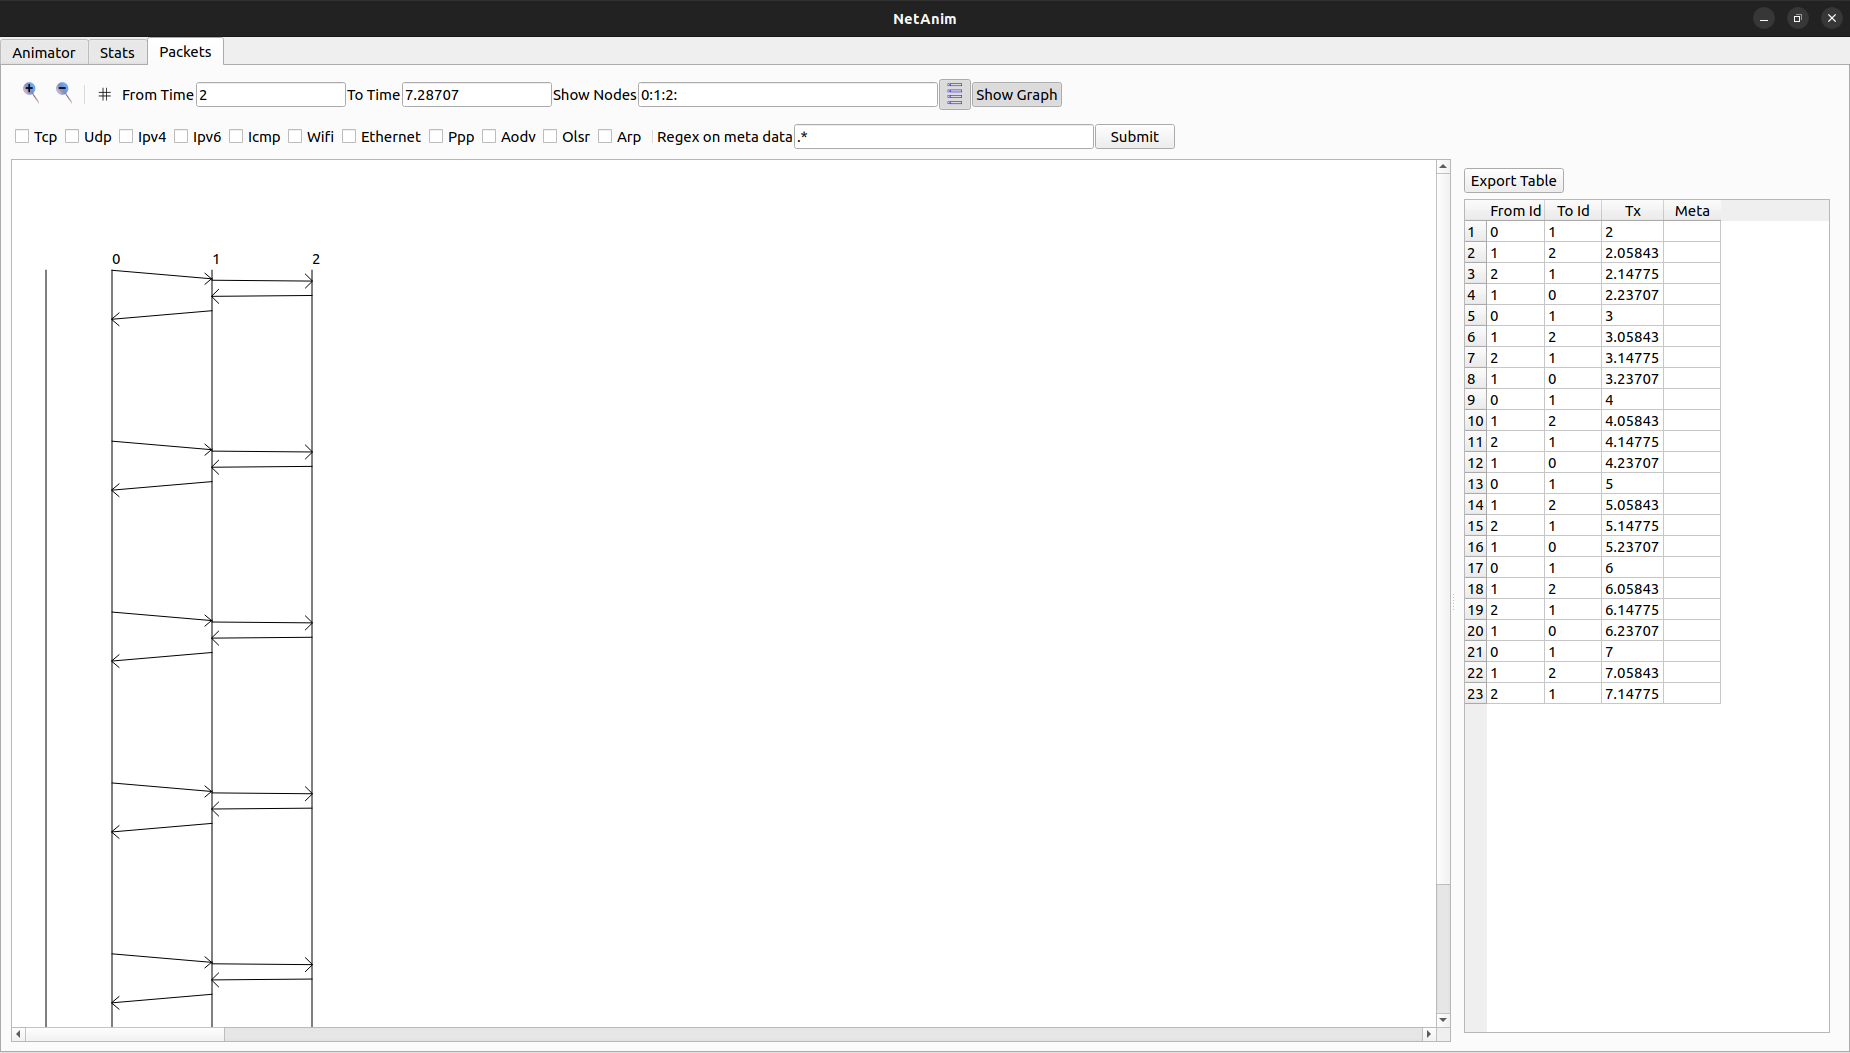 NetAnim
Animator Stats Packets
From Time 2 To Time 7.28707 Show Nodes 0:1:2: Show Graph
Tcp Udp Ipv4 Ipv6 Icmp Wifi Ethernet Ppp Aodv Olsr Arp Regex on meta data .* Submit
0 1 2
Export Table
From Id To Id Tx Meta
1 0 1 2
2 1 2 2.05843
3 2 1 2.14775
4 1 0 2.23707
5 0 1 3
6 1 2 3.05843
7 2 1 3.14775
8 1 0 3.23707
9 0 1 4
10 1 2 4.05843
11 2 1 4.14775
12 1 0 4.23707
13 0 1 5
14 1 2 5.05843
15 2 1 5.14775
16 1 0 5.23707
17 0 1 6
18 1 2 6.05843
19 2 1 6.14775
20 1 0 6.23707
21 0 1 7
22 1 2 7.05843
23 2 1 7.14775